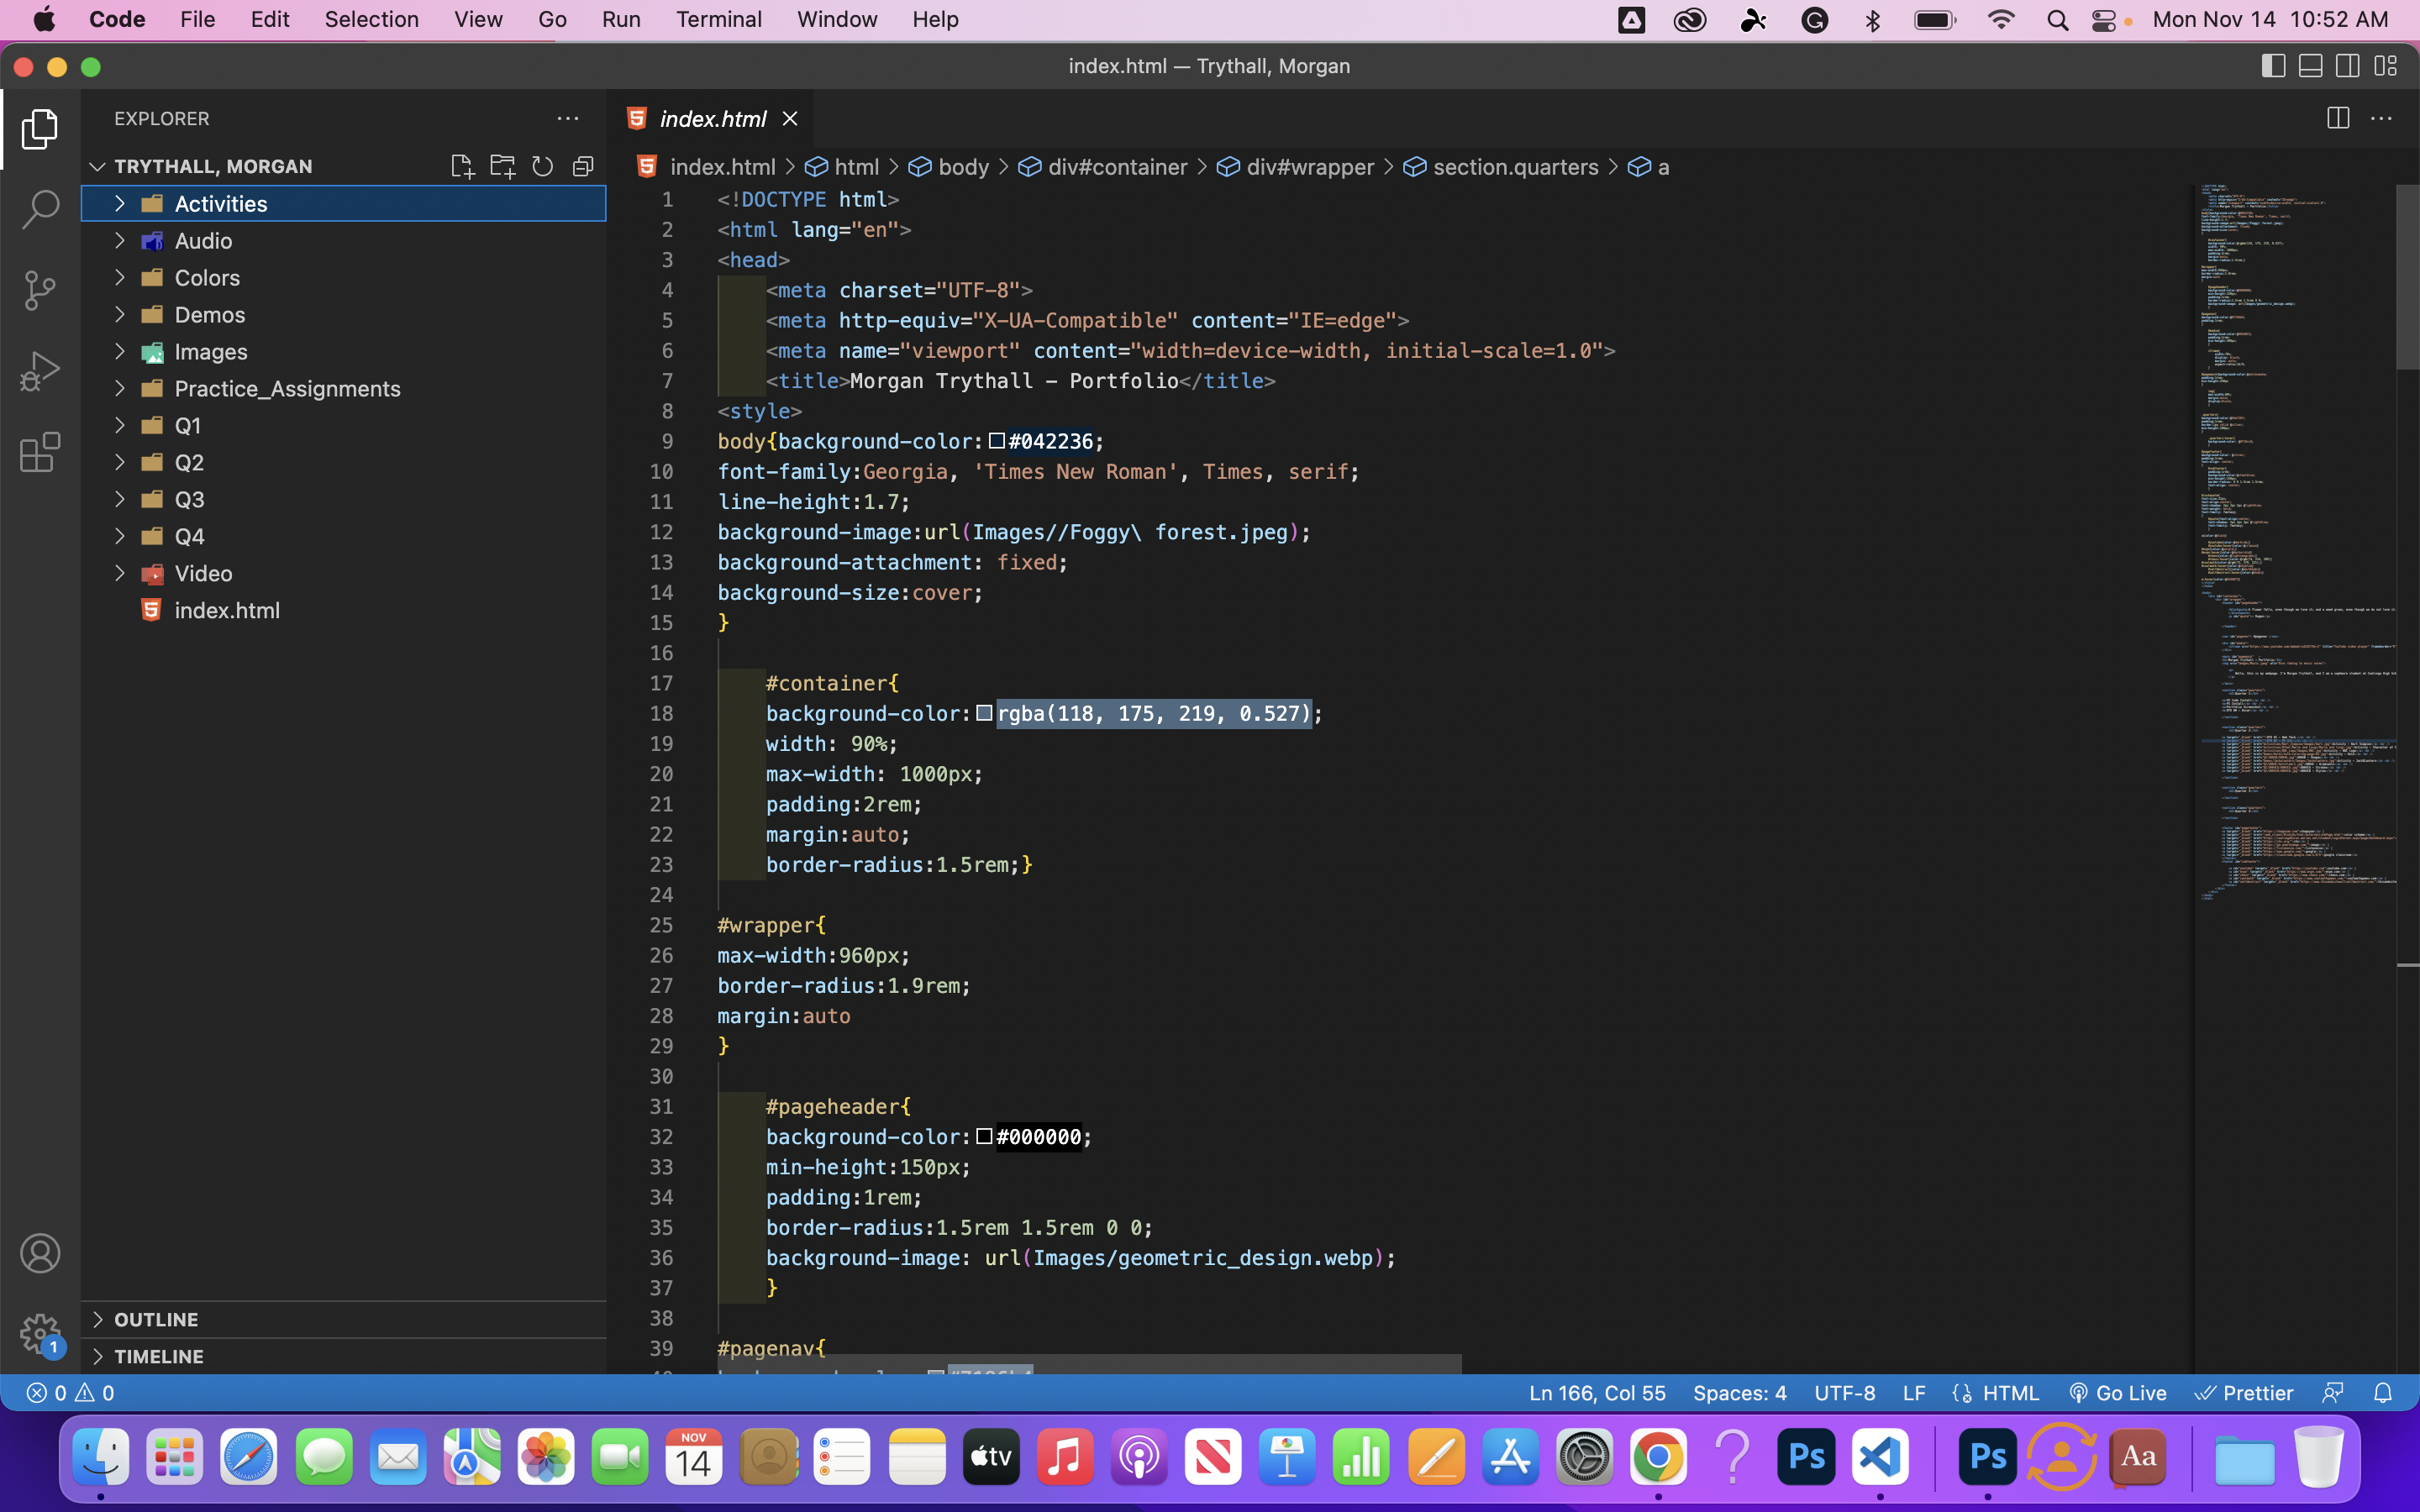 Code File Edit Selection View Go Run Terminal Window Help Mon Nov 14 10:52 AM
index.html — Trythall, Morgan
EXPLORER
TRYTHALL, MORGAN
Activities
Audio
Colors
Demos
Images
Practice_Assignments
Q1
Q2
Q3
Q4
Video
index.html
OUTLINE
TIMELINE
index.html
index.html > html > body > div#container > div#wrapper > section.quarters > a
1 <!DOCTYPE html>
2 <html lang="en">
3 <head>
4 <meta charset="UTF-8">
5 <meta http-equiv="X-UA-Compatible" content="IE=edge">
6 <meta name="viewport" content="width=device-width, initial-scale=1.0">
7 <title>Morgan Trythall - Portfolio</title>
8 <style>
9 body{background-color:#042236;
10 font-family:Georgia, 'Times New Roman', Times, serif;
11 line-height:1.7;
12 background-image:url(Images//Foggy\ forest.jpeg);
13 background-attachment: fixed;
14 background-size:cover;
15 }
16
17 #container{
18 background-color:rgba(118, 175, 219, 0.527);
19 width: 90%;
20 max-width: 1000px;
21 padding:2rem;
22 margin:auto;
23 border-radius:1.5rem;}
24
25 #wrapper{
26 max-width:960px;
27 border-radius:1.9rem;
28 margin:auto
29 }
30
31 #pageheader{
32 background-color:#000000;
33 min-height:150px;
34 padding:1rem;
35 border-radius:1.5rem 1.5rem 0 0;
36 background-image: url(Images/geometric_design.webp);
37 }
38
39 #pagenav{
1
0 0
Ln 166, Col 55 Spaces: 4 UTF-8 LF HTML Go Live Prettier
NOV
14
tv
Ps
Ps
Aa